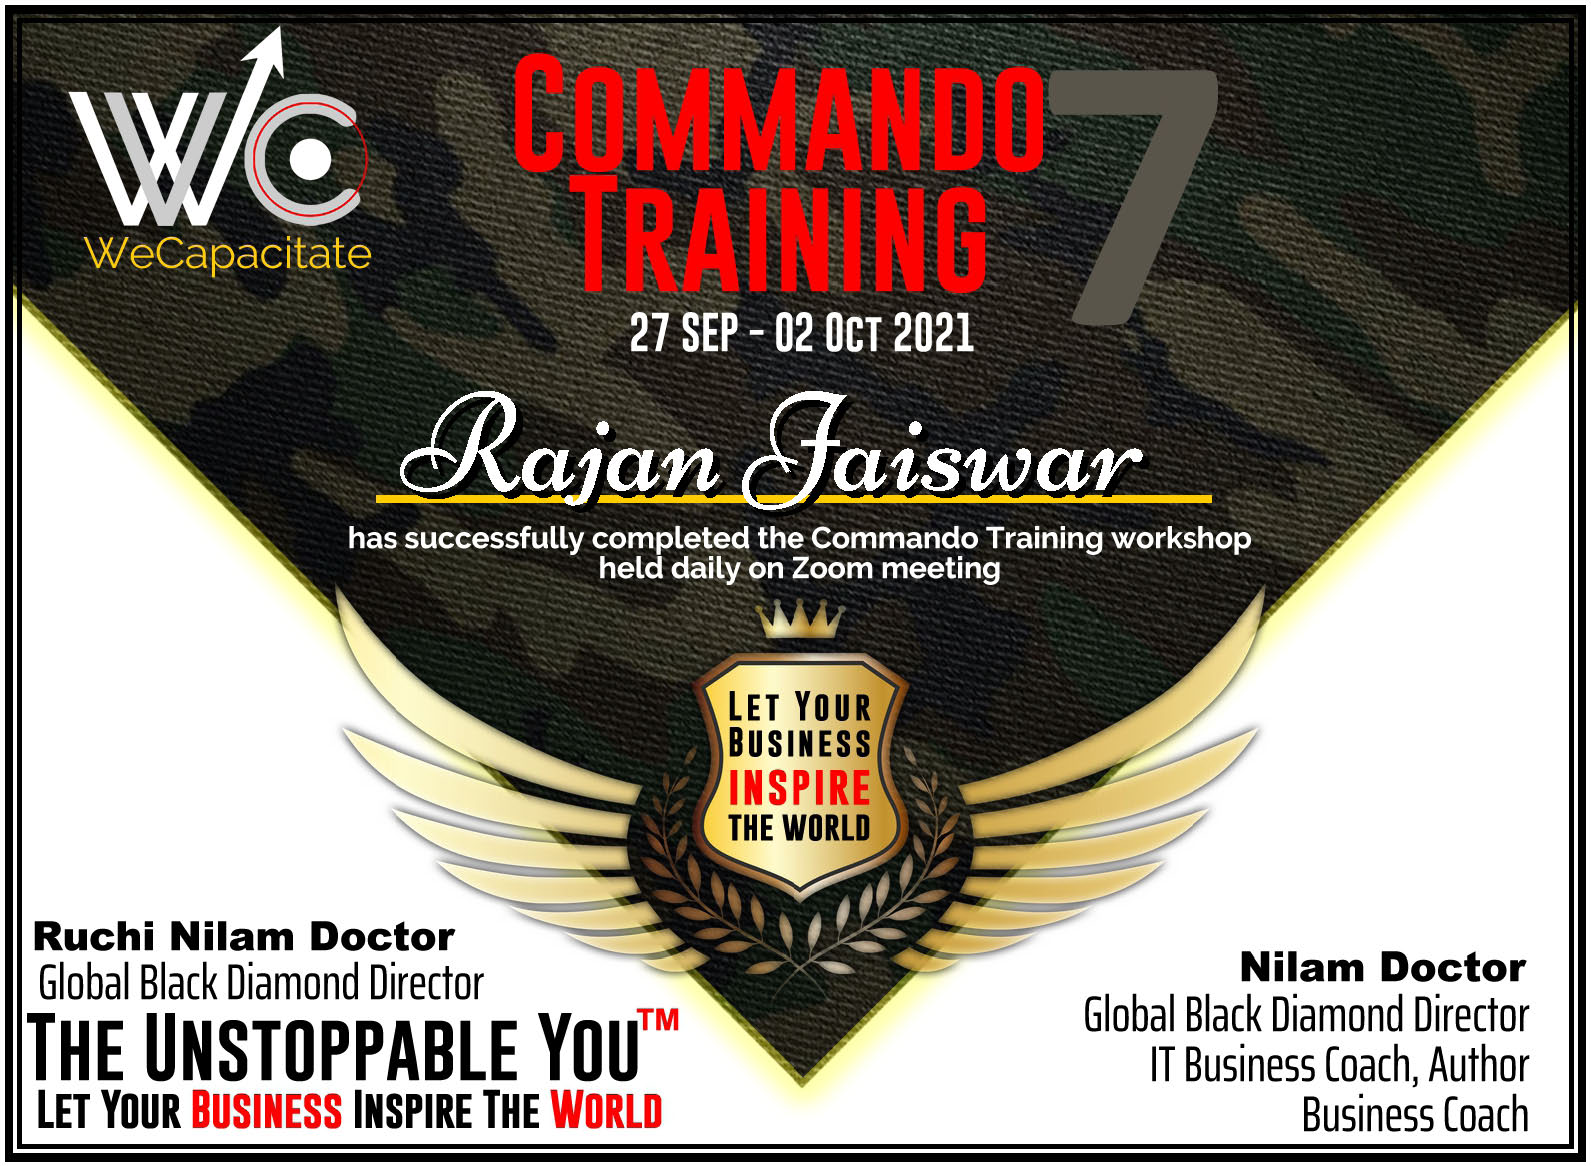 WC
WeCapacitate
COMMANDO 7
TRAINING
27 SEP - 02 OCT 2021
Rajan Jaiswar
has successfully completed the Commando Training workshop
held daily on Zoom meeting
LET YOUR
BUSINESS
INSPIRE
THE WORLD
Ruchi Nilam Doctor
Global Black Diamond Director
THE UNSTOPPABLE YOU™
LET YOUR BUSINESS INSPIRE THE WORLD
Nilam Doctor
Global Black Diamond Director
IT Business Coach, Author
Business Coach